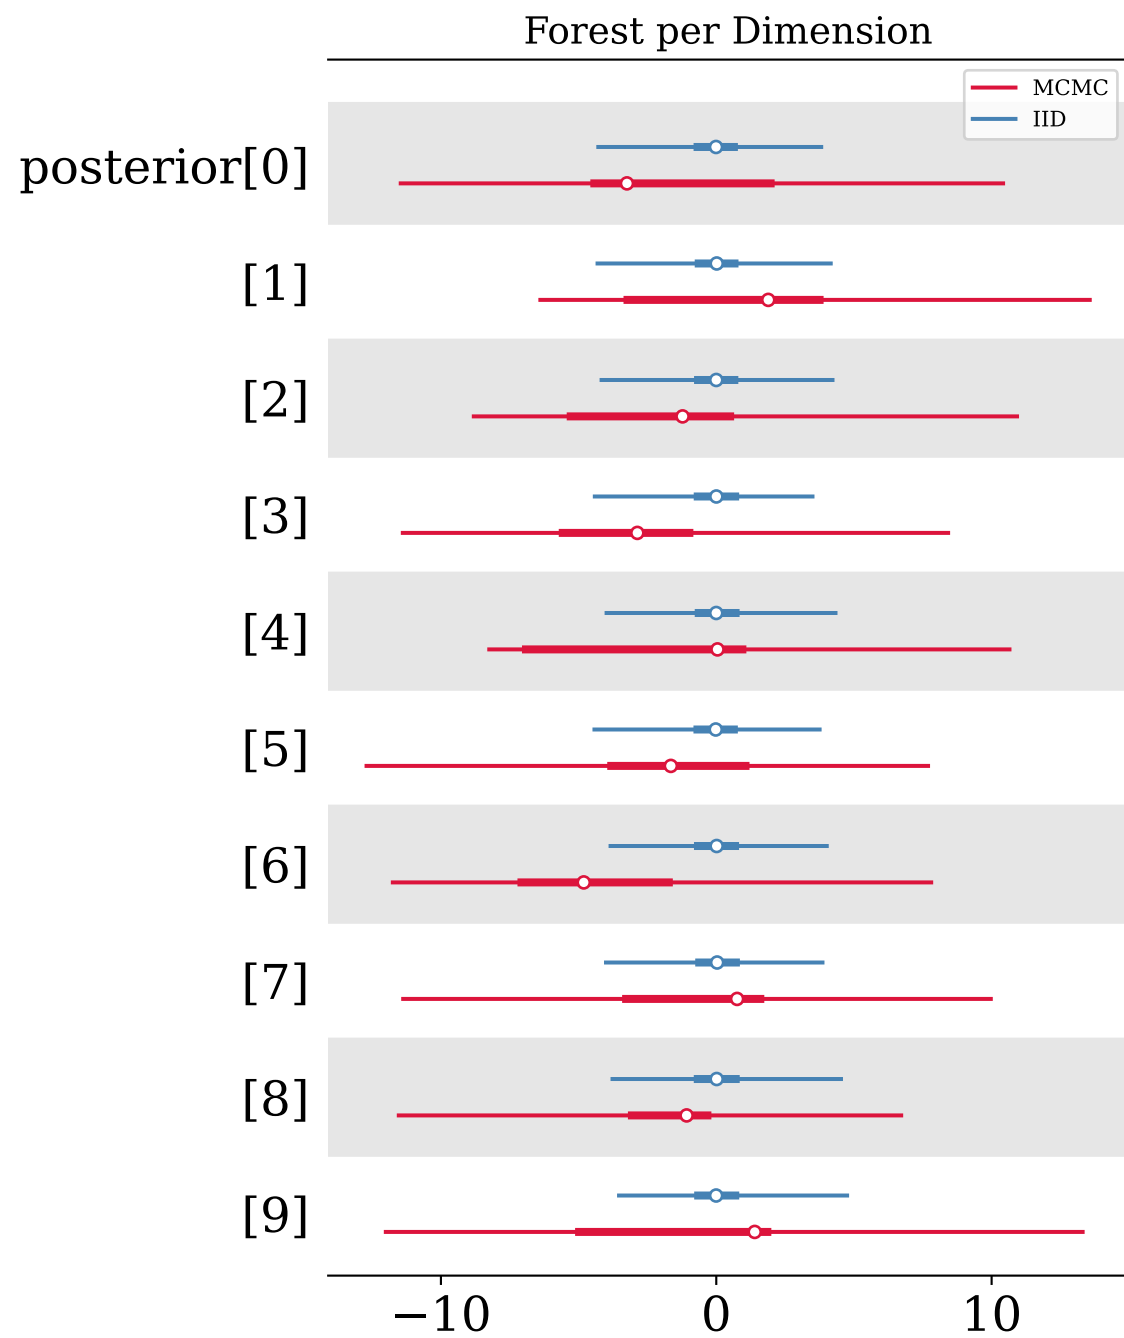 Forest per Dimension
MCMC
IID
posterior[0]
[1]
[2]
[3]
[4]
[5]
[6]
[7]
[8]
[9]
−10 0 10